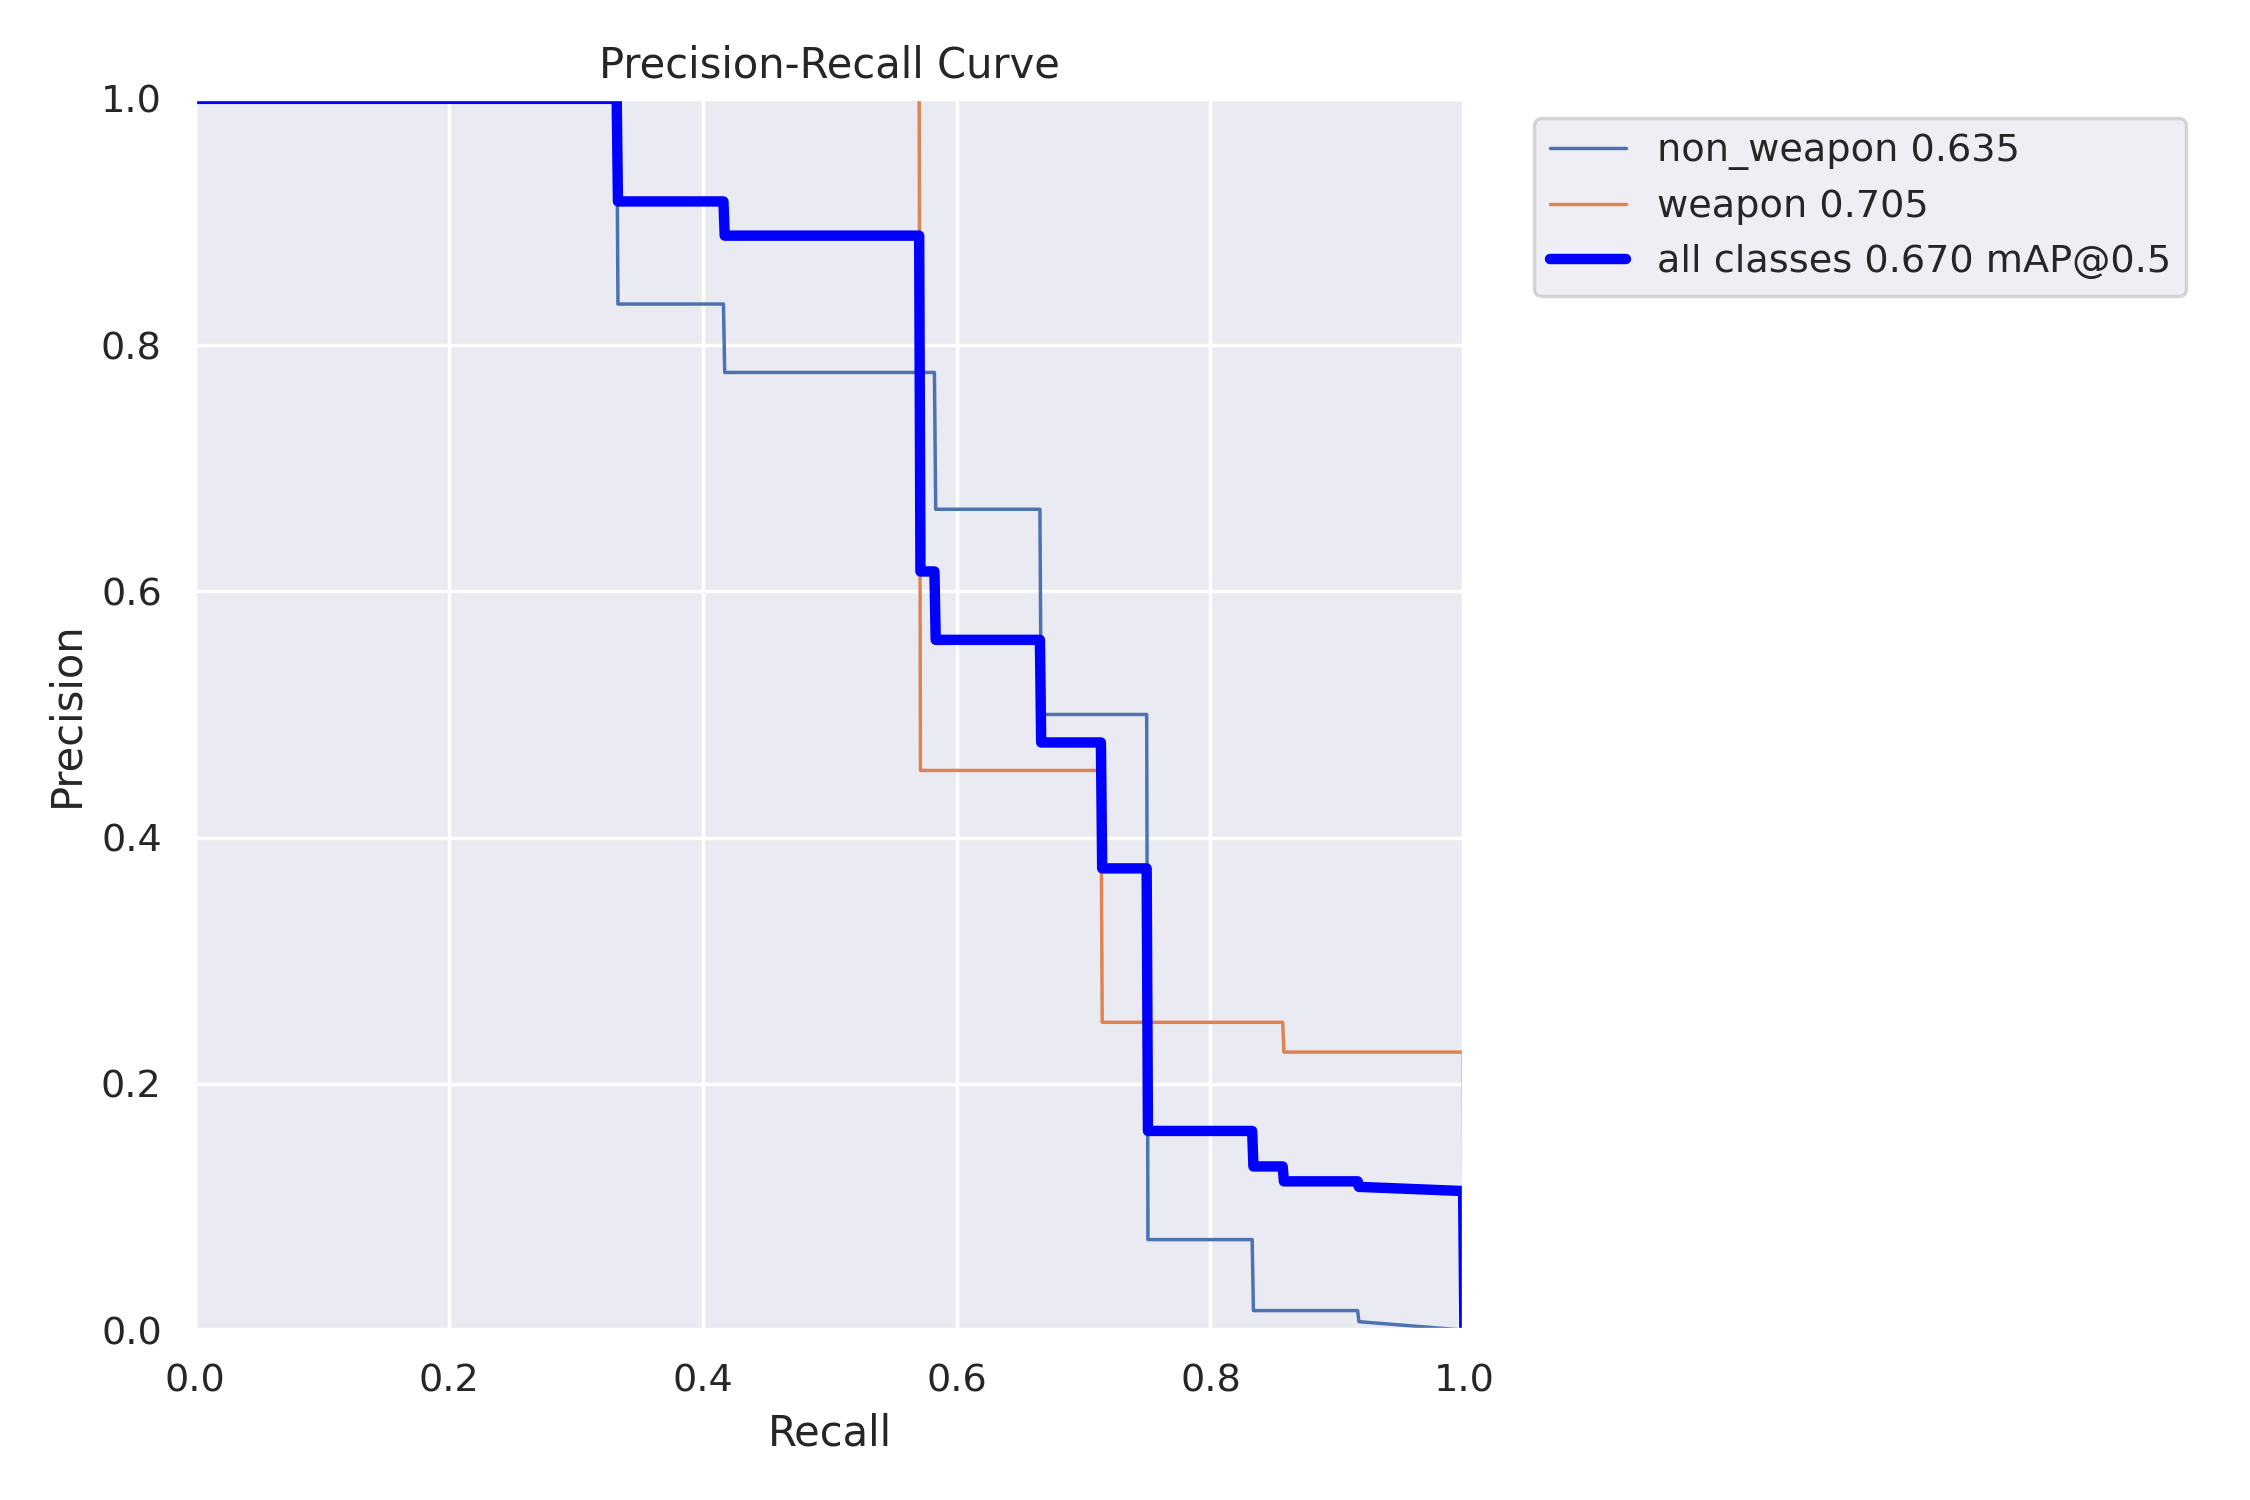 Precision-Recall Curve
1.0
0.8
0.6
0.4
0.2
0.0
Precision
0.0 0.2 0.4 0.6 0.8 1.0
Recall
non_weapon 0.635
weapon 0.705
all classes 0.670 mAP@0.5